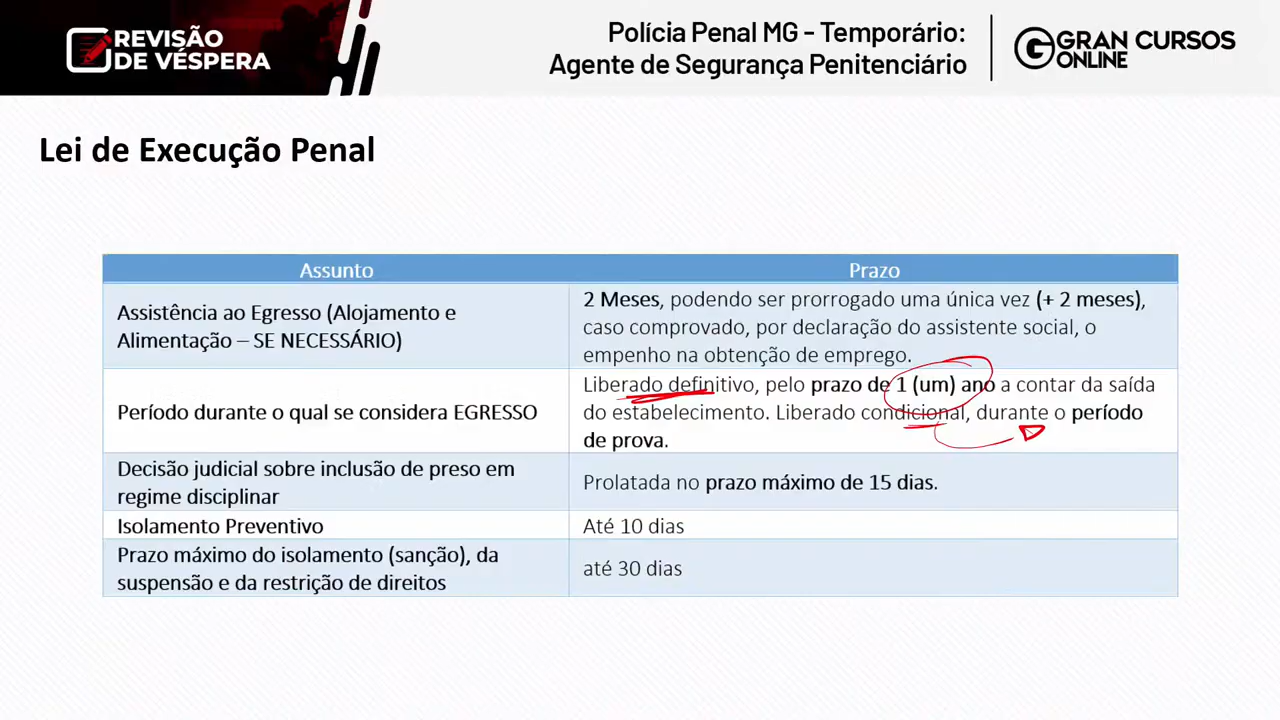 REVISÃO
DE VÉSPERA
Polícia Penal MG - Temporário:
Agente de Segurança Penitenciário
GRAN CURSOS
ONLINE
Lei de Execução Penal
Assunto
Prazo
Assistência ao Egresso (Alojamento e
Alimentação – SE NECESSÁRIO)
2 Meses, podendo ser prorrogado uma única vez (+ 2 meses),
caso comprovado, por declaração do assistente social, o
empenho na obtenção de emprego.
Período durante o qual se considera EGRESSO
Liberado definitivo, pelo prazo de 1 (um) ano a contar da saída
do estabelecimento. Liberado condicional, durante o período
de prova.
Decisão judicial sobre inclusão de preso em
regime disciplinar
Prolatada no prazo máximo de 15 dias.
Isolamento Preventivo
Até 10 dias
Prazo máximo do isolamento (sanção), da
suspensão e da restrição de direitos
até 30 dias